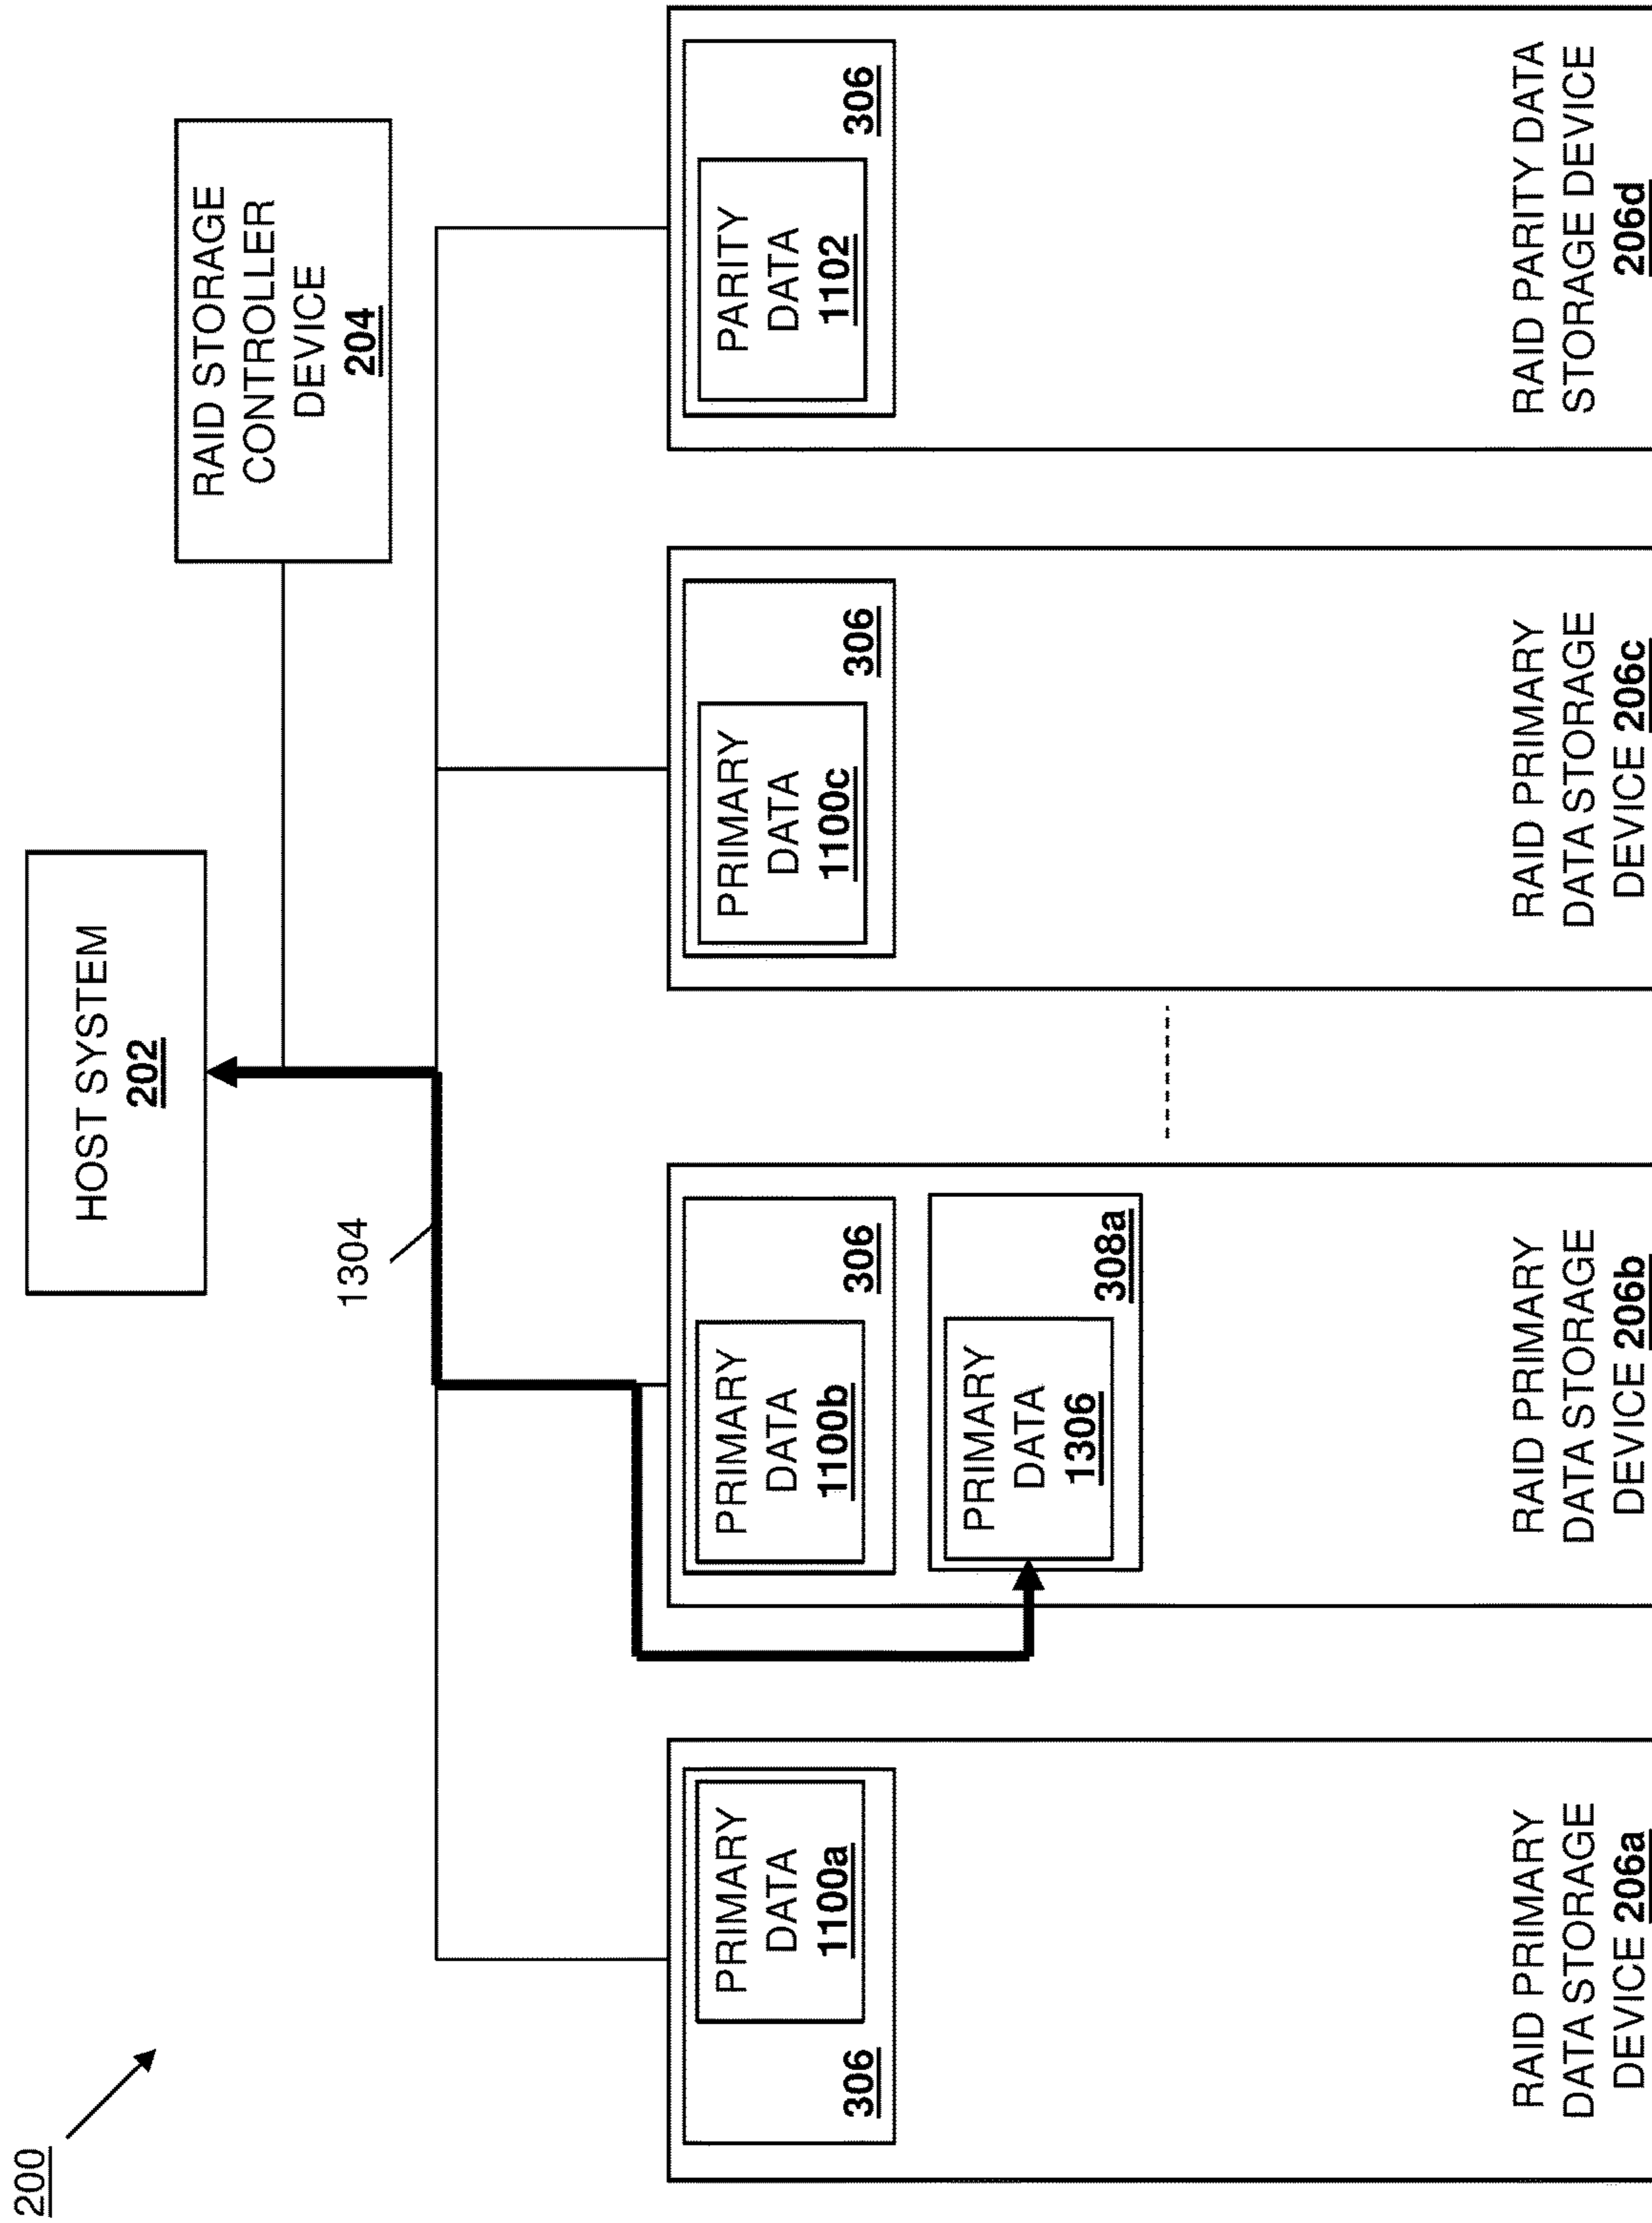 200
HOST SYSTEM
202
RAID STORAGE
CONTROLLER
DEVICE
204
1304
PRIMARY
DATA
1100a
306
RAID PRIMARY
DATA STORAGE
DEVICE 206a
PRIMARY
DATA
1100b
306
PRIMARY
DATA
1306
308a
RAID PRIMARY
DATA STORAGE
DEVICE 206b
PRIMARY
DATA
1100c
306
RAID PRIMARY
DATA STORAGE
DEVICE 206c
PARITY
DATA
1102
306
RAID PARITY DATA
STORAGE DEVICE
206d